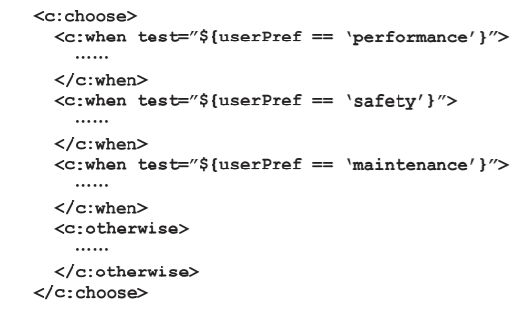 <c:choose>
<c:when test="${userPref == ‵performance′}">
……
</c:when>
<c:when test="${userPref == ‵safety′}">
……
</c:when>
<c:when test="${userPref == ‵maintenance′}">
……
</c:when>
<c:otherwise>
……
</c:otherwise>
</c:choose>